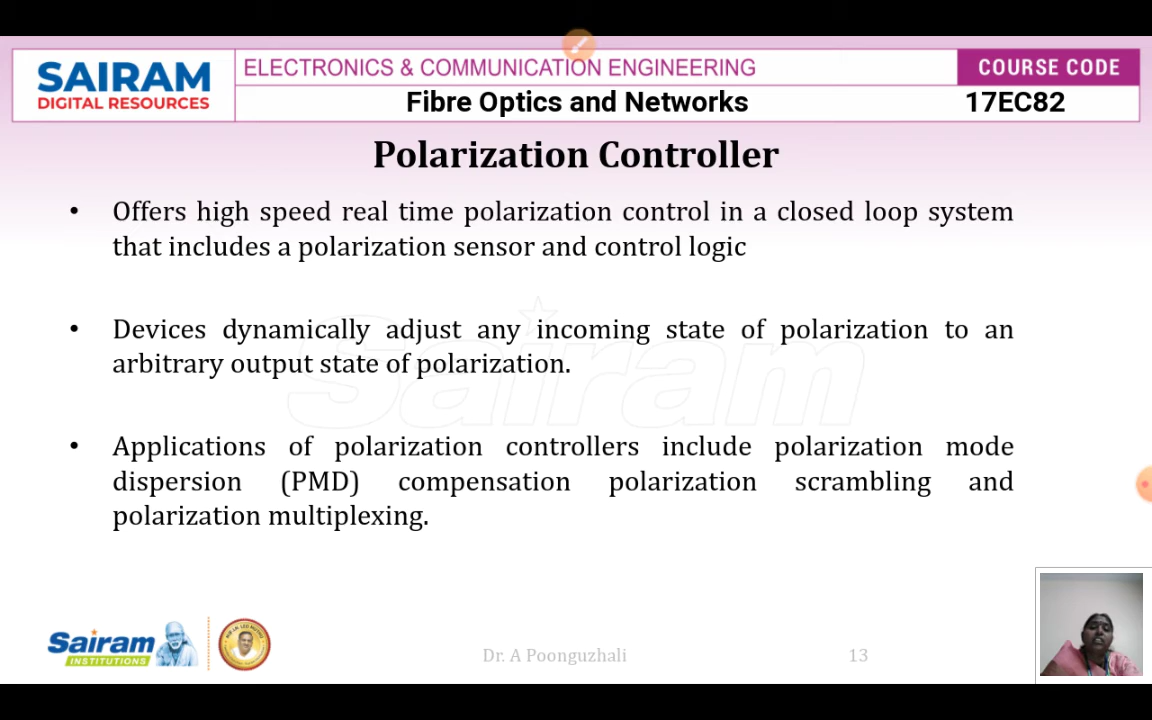 SAIRAM
DIGITAL RESOURCES
ELECTRONICS & COMMUNICATION ENGINEERING
COURSE CODE
Fibre Optics and Networks
17EC82
Polarization Controller
• Offers high speed real time polarization control in a closed loop system
that includes a polarization sensor and control logic
• Devices dynamically adjust any incoming state of polarization to an
arbitrary output state of polarization.
• Applications of polarization controllers include polarization mode
dispersion (PMD) compensation polarization scrambling and
polarization multiplexing.
Sairam
Sairam
INSTITUTIONS
Dr. A Poonguzhali
13